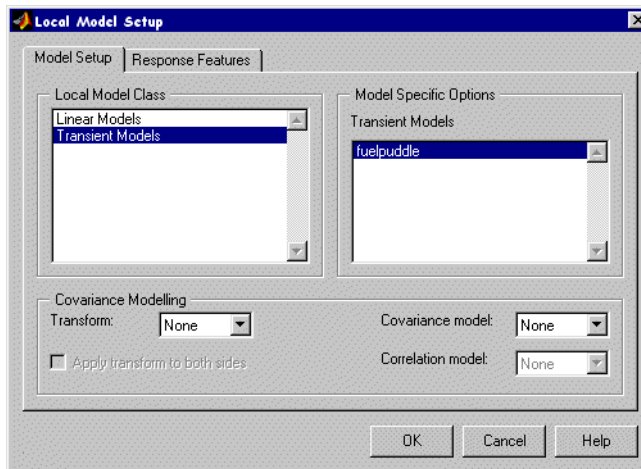 Local Model Setup
Model Setup
Response Features
Local Model Class
Linear Models
Transient Models
Model Specific Options
Transient Models
fuelpuddle
Covariance Modelling
Transform:
None
Covariance model:
None
Apply transform to both sides
Correlation model:
None
OK
Cancel
Help